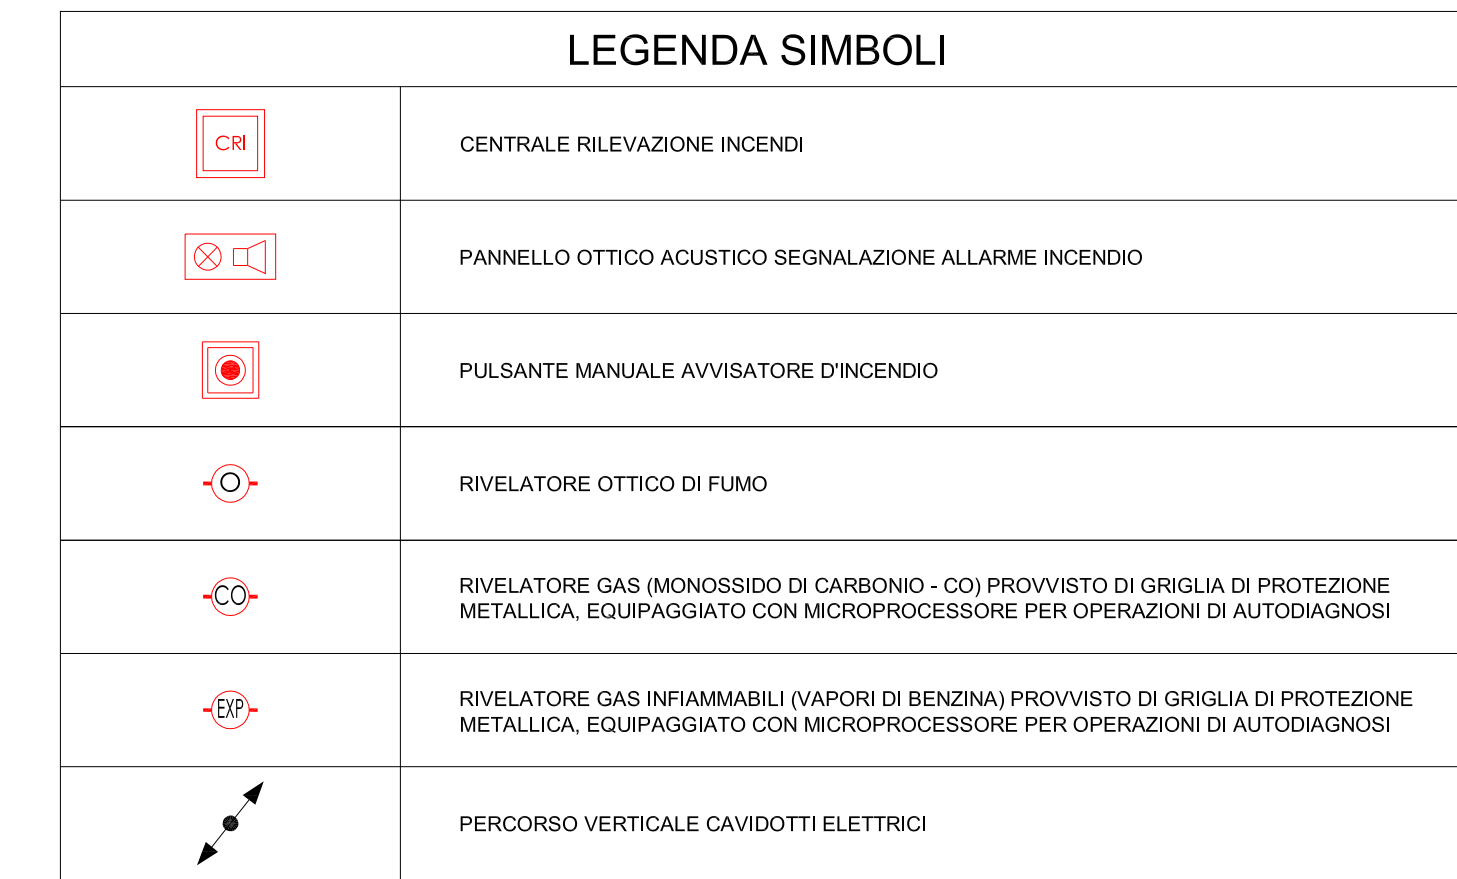 LEGENDA SIMBOLI
CRI
CENTRALE RILEVAZIONE INCENDI
PANNELLO OTTICO ACUSTICO SEGNALAZIONE ALLARME INCENDIO
PULSANTE MANUALE AVVISATORE D'INCENDIO
O
RIVELATORE OTTICO DI FUMO
CO
RIVELATORE GAS (MONOSSIDO DI CARBONIO - CO) PROVVISTO DI GRIGLIA DI PROTEZIONE
METALLICA, EQUIPAGGIATO CON MICROPROCESSORE PER OPERAZIONI DI AUTODIAGNOSI
EXP
RIVELATORE GAS INFIAMMABILI (VAPORI DI BENZINA) PROVVISTO DI GRIGLIA DI PROTEZIONE
METALLICA, EQUIPAGGIATO CON MICROPROCESSORE PER OPERAZIONI DI AUTODIAGNOSI
PERCORSO VERTICALE CAVIDOTTI ELETTRICI